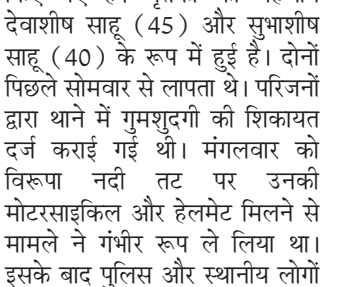 देवाशीष साहू (45) और सुभाशीष
साहू (40) के रूप में हुई है। दोनों
पिछले सोमवार से लापता थे। परिजनों
द्वारा थाने में गुमशुदगी की शिकायत
दर्ज कराई गई थी। मंगलवार को
विरूपा नदी तट पर उनकी
मोटरसाइकिल और हेलमेट मिलने से
मामले ने गंभीर रूप ले लिया था।
इसके बाद पुलिस और स्थानीय लोगों